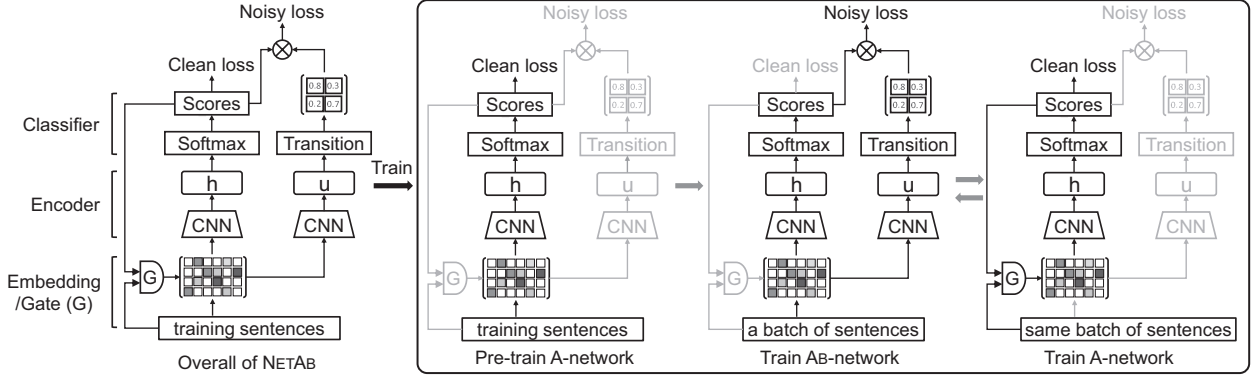 Noisy loss
Clean loss
Scores
0.8 0.3
0.2 0.7
Softmax
Transition
h
u
CNN
CNN
G
training sentences
Overall of NETAB
Classifier
Encoder
Embedding
/Gate (G)
Train
Noisy loss
Clean loss
Scores
0.8 0.3
0.2 0.7
Softmax
Transition
h
u
CNN
CNN
G
training sentences
Pre-train A-network
Noisy loss
Clean loss
Scores
0.8 0.3
0.2 0.7
Softmax
Transition
h
u
CNN
CNN
G
a batch of sentences
Train AB-network
Noisy loss
Clean loss
Scores
0.8 0.3
0.2 0.7
Softmax
Transition
h
u
CNN
CNN
G
same batch of sentences
Train A-network